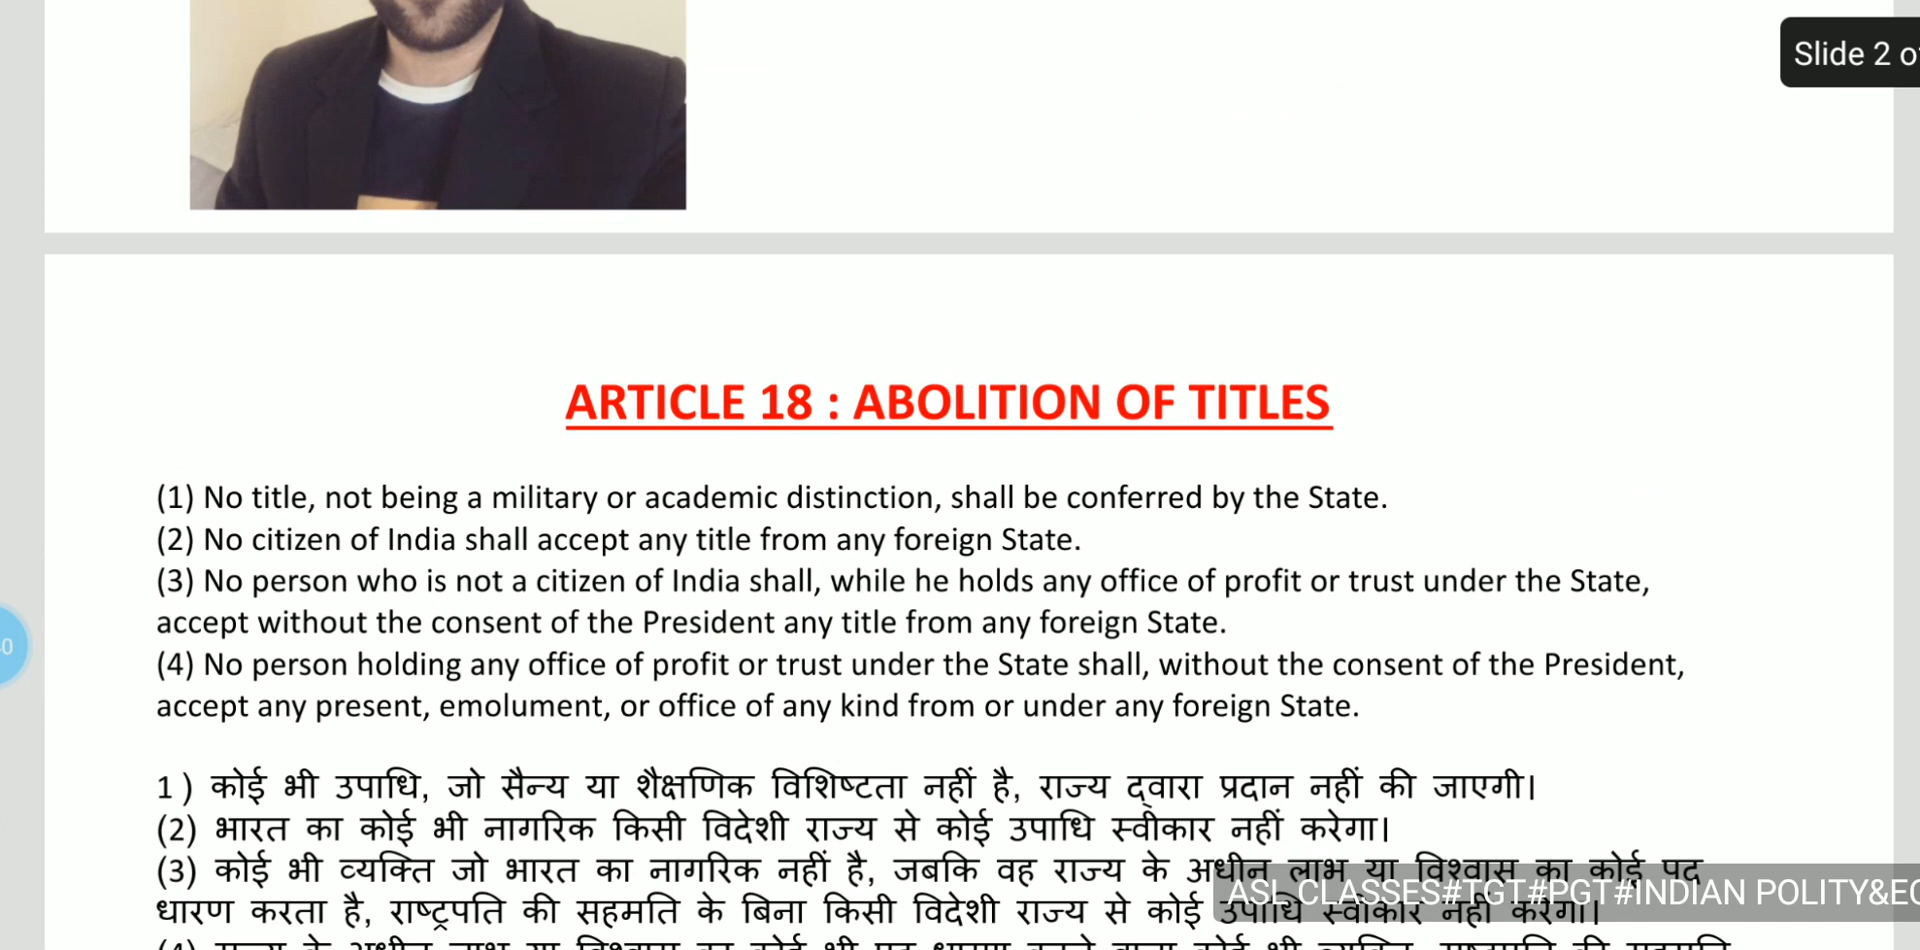 Slide 2 o
ARTICLE 18 : ABOLITION OF TITLES
(1) No title, not being a military or academic distinction, shall be conferred by the State.
(2) No citizen of India shall accept any title from any foreign State.
(3) No person who is not a citizen of India shall, while he holds any office of profit or trust under the State,
accept without the consent of the President any title from any foreign State.
(4) No person holding any office of profit or trust under the State shall, without the consent of the President,
accept any present, emolument, or office of any kind from or under any foreign State.
1 ) कोई भी उपाधि, जो सैन्य या शैक्षणिक विशिष्टता नहीं है, राज्य द्वारा प्रदान नहीं की जाएगी।
(2) भारत का कोई भी नागरिक किसी विदेशी राज्य से कोई उपाधि स्वीकार नहीं करेगा।
(3) कोई भी व्यक्ति जो भारत का नागरिक नहीं है, जबकि वह राज्य के अधीन लाभ या विश्वास का कोई पद
धारण करता है, राष्ट्रपति की सहमति के बिना किसी विदेशी राज्य से कोई उपाधि स्वीकार नहीं करेगा।
ASL CLASSES#TGT#PGT#INDIAN POLITY&EC